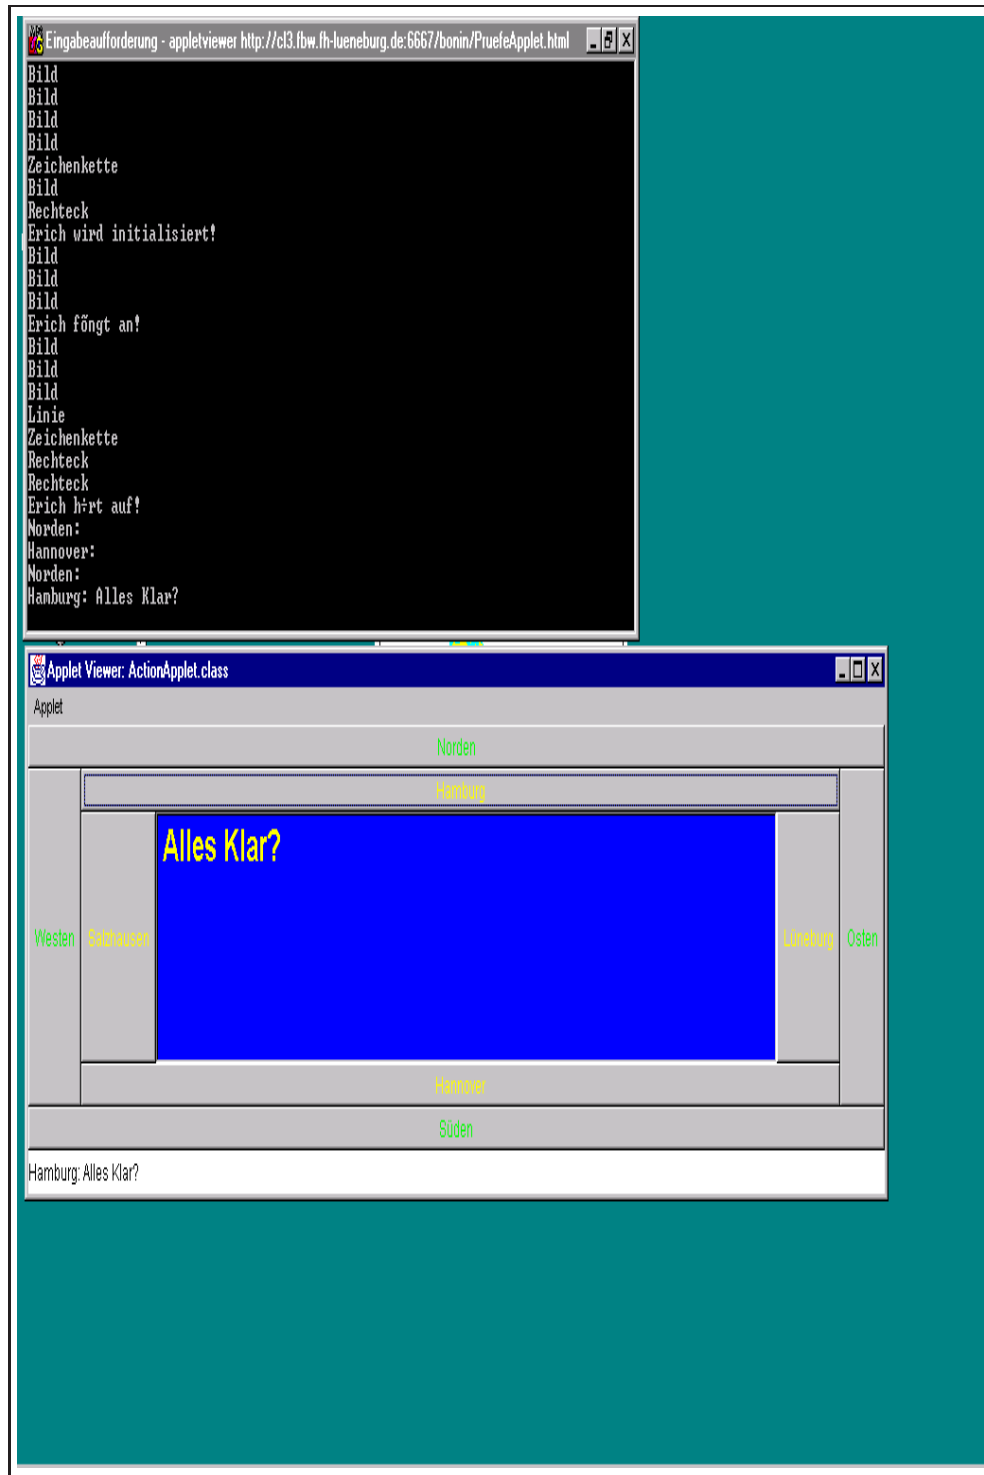 Eingabeaufforderung - appletviewer http://cl3.fbw.fh-lueneburg.de:6667/bonin/PruefeApplet.html
Bild
Bild
Bild
Bild
Zeichenkette
Bild
Rechteck
Erich wird initialisiert!
Bild
Bild
Bild
Erich fõngt an!
Bild
Bild
Bild
Linie
Zeichenkette
Rechteck
Rechteck
Erich h÷rt auf!
Norden:
Hannover:
Norden:
Hamburg: Alles Klar?
Applet Viewer: ActionApplet.class
Applet
Norden
Hamburg
Alles Klar?
Westen Salzhausen Lüneburg Osten
Hannover
Süden
Hamburg: Alles Klar?